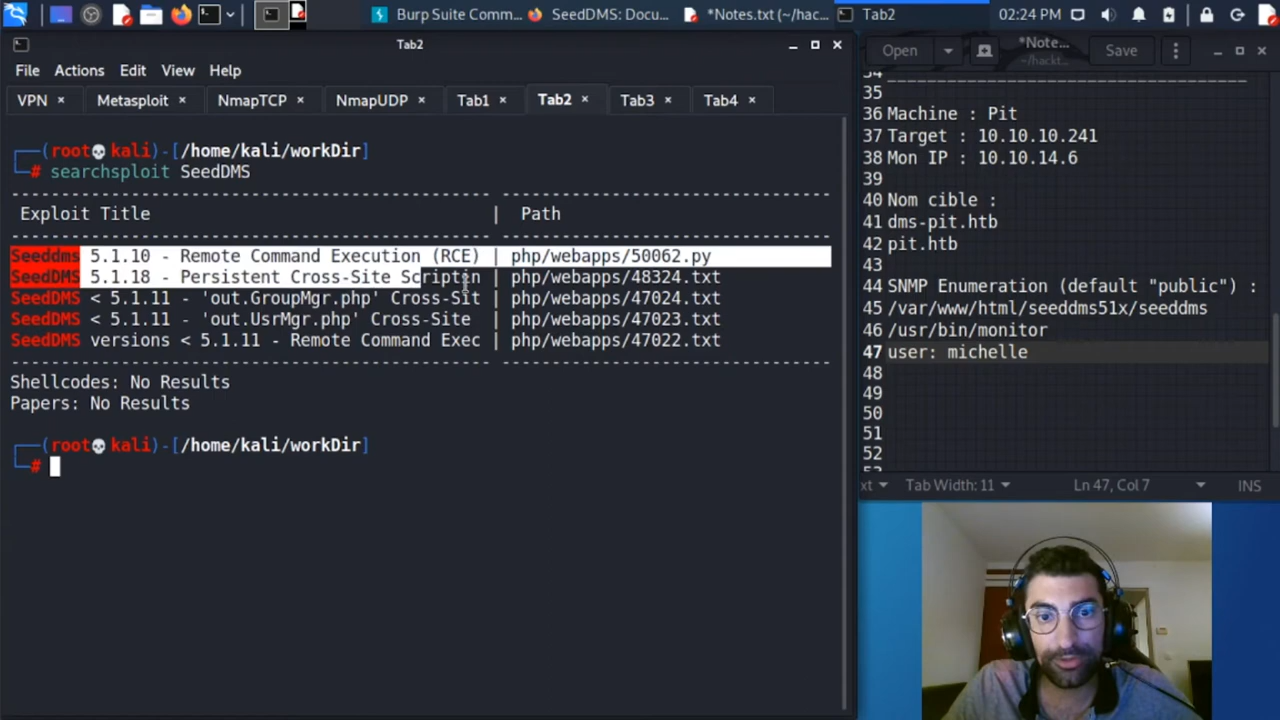 Burp Suite Comm...
SeedDMS: Docu...
*Notes.txt (~/hac...
Tab2
02:24 PM
Tab2
File Actions Edit View Help
VPN × Metasploit × NmapTCP × NmapUDP × Tab1 × Tab2 × Tab3 × Tab4 ×
(root💀kali)-[/home/kali/workDir]
# searchsploit SeedDMS
Exploit Title | Path
Seeddms 5.1.10 - Remote Command Execution (RCE) | php/webapps/50062.py
SeedDMS 5.1.18 - Persistent Cross-Site Scriptin | php/webapps/48324.txt
SeedDMS < 5.1.11 - 'out.GroupMgr.php' Cross-Sit | php/webapps/47024.txt
SeedDMS < 5.1.11 - 'out.UsrMgr.php' Cross-Site | php/webapps/47023.txt
SeedDMS versions < 5.1.11 - Remote Command Exec | php/webapps/47022.txt
Shellcodes: No Results
Papers: No Results
(root💀kali)-[/home/kali/workDir]
#
Open *Note... Save
~/hackt...
34
35
36 Machine : Pit
37 Target : 10.10.10.241
38 Mon IP : 10.10.14.6
39
40 Nom cible :
41 dms-pit.htb
42 pit.htb
43
44 SNMP Enumeration (default "public") :
45 /var/www/html/seeddms51x/seeddms
46 /usr/bin/monitor
47 user: michelle
48
49
50
51
52
xt Tab Width: 11 Ln 47, Col 7 INS